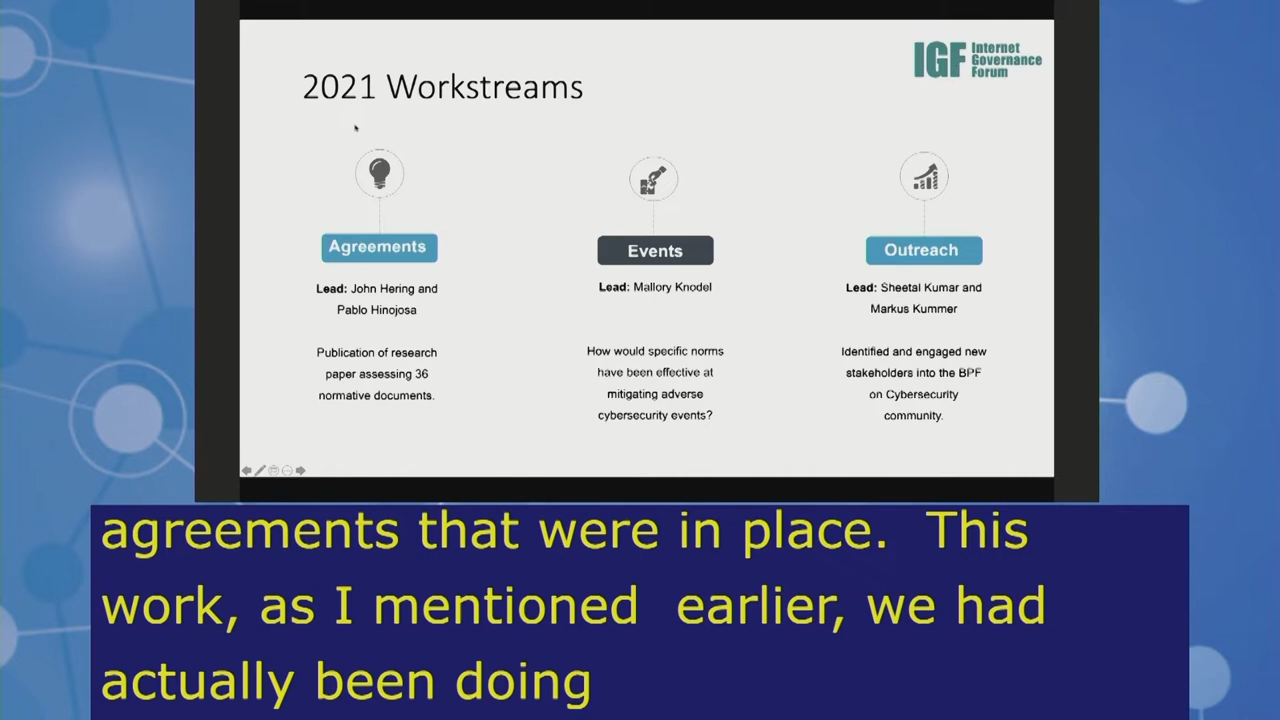 IGF Internet
Governance
Forum
2021 Workstreams
Agreements
Lead: John Hering and
Pablo Hinojosa
Publication of research
paper assessing 36
normative documents.
Events
Lead: Mallory Knodel
How would specific norms
have been effective at
mitigating adverse
cybersecurity events?
Outreach
Lead: Sheetal Kumar and
Markus Kummer
Identified and engaged new
stakeholders into the BPF
on Cybersecurity
community.
agreements that were in place.  This
work, as I mentioned  earlier, we had
actually been doing